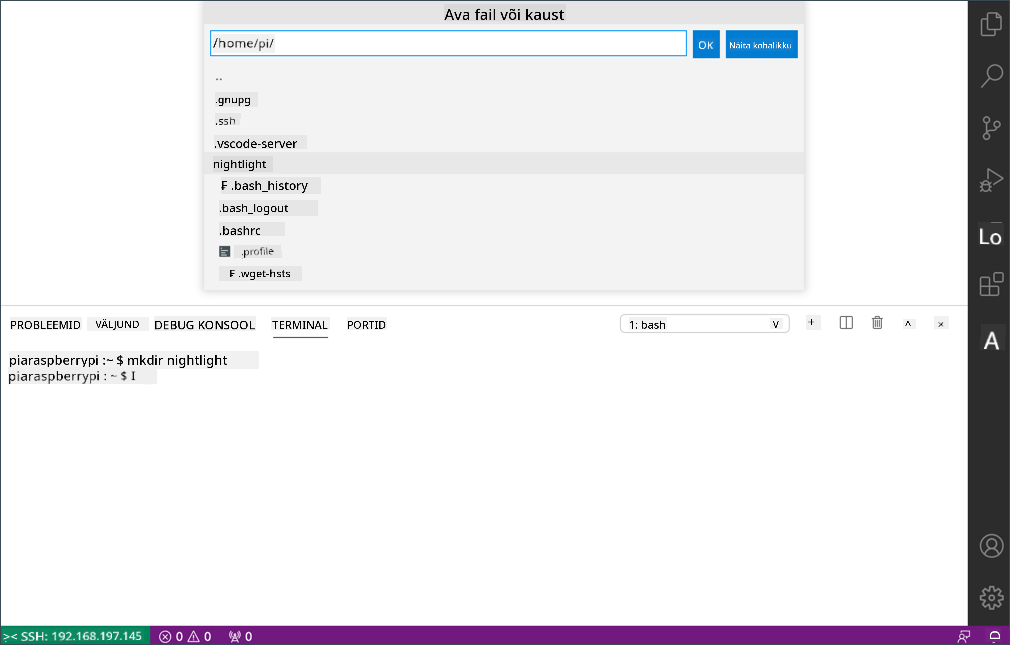 Ava fail või kaust
/home/pi/
OK
Näita kohalikku
..
.gnupg
.ssh
.vscode-server
nightlight
F .bash_history
.bash_logout
.bashrc
.profile
F .wget-hsts
Lo
A
PROBLEEMID VÄLJUND DEBUG KONSOOL TERMINAL PORTID
1: bash
piaraspberrypi :~ $ mkdir nightlight
piaraspberrypi : ~ $ I
>< SSH: 192.168.197.145 0 0 0